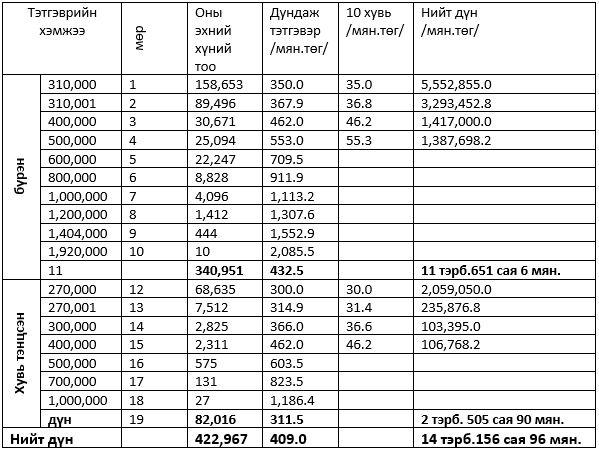 Тэтгэврийн хэмжээ | мөр | Оны эхний хүний тоо | Дундаж тэтгэвэр /мян.төг/ | 10 хувь /мян.төг/ | Нийт дүн /мян.төг/
бүрэн
310,000 1 158,653 350.0 35.0 5,552,855.0
310,001 2 89,496 367.9 36.8 3,293,452.8
400,000 3 30,671 462.0 46.2 1,417,000.0
500,000 4 25,094 553.0 55.3 1,387,698.2
600,000 5 22,247 709.5
800,000 6 8,828 911.9
1,000,000 7 4,096 1,113.2
1,200,000 8 1,412 1,307.6
1,404,000 9 444 1,552.9
1,920,000 10 10 2,085.5
11 340,951 432.5 11 тэрб.651 сая 6 мян.
Хувь тэнцсэн
270,000 12 68,635 300.0 30.0 2,059,050.0
270,001 13 7,512 314.9 31.4 235,876.8
300,000 14 2,825 366.0 36.6 103,395.0
400,000 15 2,311 462.0 46.2 106,768.2
500,000 16 575 603.5
700,000 17 131 823.5
1,000,000 18 27 1,186.4
дүн 19 82,016 311.5 2 тэрб. 505 сая 90 мян.
Нийт дүн 422,967 409.0 14 тэрб.156 сая 96 мян.